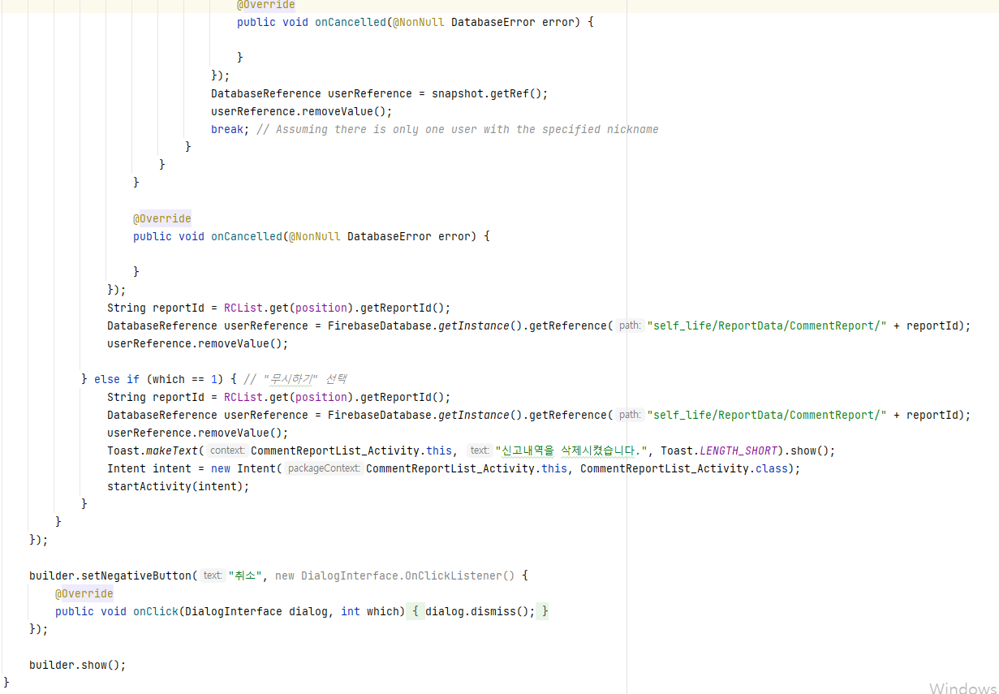 @Override
public void onCancelled(@NonNull DatabaseError error) {
}
});
DatabaseReference userReference = snapshot.getRef();
userReference.removeValue();
break; // Assuming there is only one user with the specified nickname
}
}
}
@Override
public void onCancelled(@NonNull DatabaseError error) {
}
});
String reportId = RCList.get(position).getReportId();
DatabaseReference userReference = FirebaseDatabase.getInstance().getReference( path: "self_life/ReportData/CommentReport/" + reportId);
userReference.removeValue();
} else if (which == 1) { // "무시하기" 선택
String reportId = RCList.get(position).getReportId();
DatabaseReference userReference = FirebaseDatabase.getInstance().getReference( path: "self_life/ReportData/CommentReport/" + reportId);
userReference.removeValue();
Toast.makeText( context: CommentReportList_Activity.this, text: "신고내역을 삭제시켰습니다.", Toast.LENGTH_SHORT).show();
Intent intent = new Intent( packageContext: CommentReportList_Activity.this, CommentReportList_Activity.class);
startActivity(intent);
}
}
});
builder.setNegativeButton( text: "취소", new DialogInterface.OnClickListener() {
@Override
public void onClick(DialogInterface dialog, int which) { dialog.dismiss(); }
});
builder.show();
}
Windows